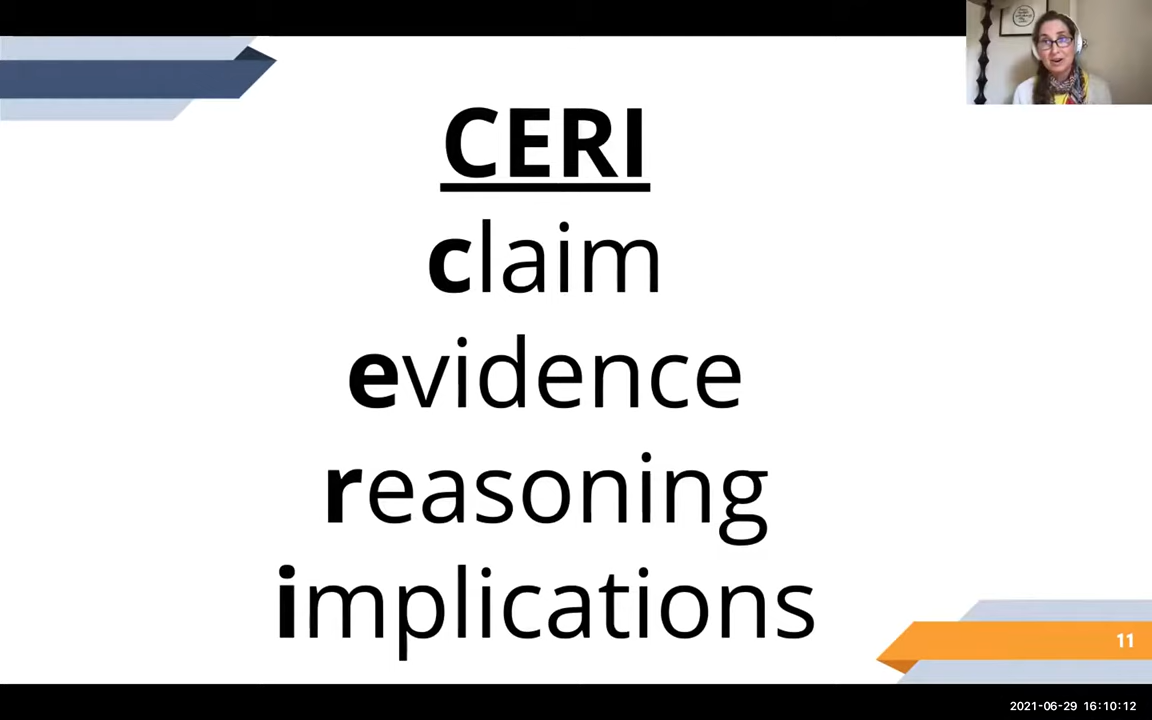 CERI
claim
evidence
reasoning
implications
11
2021-06-29 16:10:12